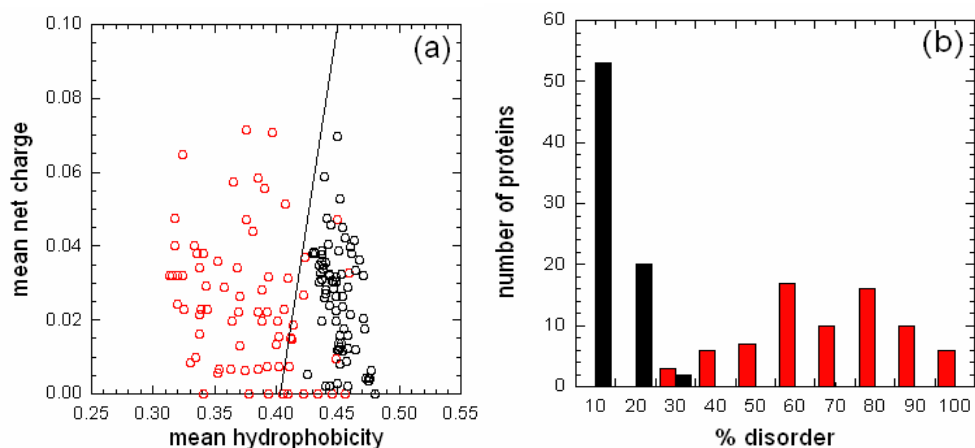 (a)
0.10
0.08
0.06
0.04
0.02
0.00
mean net charge
0.25 0.30 0.35 0.40 0.45 0.50 0.55
mean hydrophobicity
(b)
60
50
40
30
20
10
0
number of proteins
10 20 30 40 50 60 70 80 90 100
% disorder